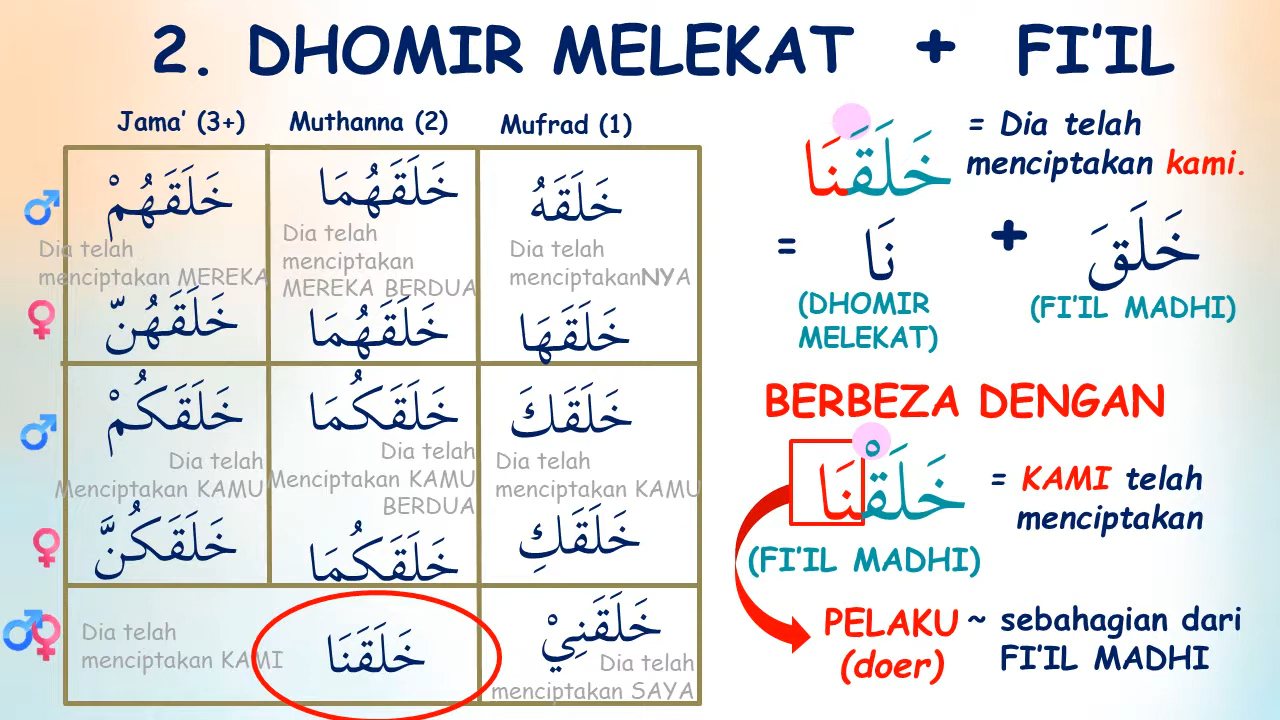 2. DHOMIR MELEKAT + FI'IL
Jama' (3+) Muthanna (2) Mufrad (1)
خَلَقَهُمْ
Dia telah
menciptakan MEREKA
خَلَقَهُمَا
Dia telah
menciptakan
MEREKA BERDUA
خَلَقَهُ
Dia telah
menciptakanNYA
خَلَقَهُنّ
خَلَقَهُمَا
خَلَقَهَا
خَلَقَكُمْ
Dia telah
Menciptakan KAMU
خَلَقَكُمَا
Dia telah
Menciptakan KAMU
BERDUA
خَلَقَكَ
Dia telah
menciptakan KAMU
خَلَقَكُنَّ
خَلَقَكُمَا
خَلَقَكِ
Dia telah
menciptakan KAMI
خَلَقَنَا
خَلَقَنِيْ
Dia telah
menciptakan SAYA
خَلَقَنَا
= Dia telah
menciptakan kami.
= نَا + خَلَقَ
(DHOMIR
MELEKAT)
(FI'IL MADHI)
BERBEZA DENGAN
خَلَقْنَا
= KAMI telah
menciptakan
(FI'IL MADHI)
PELAKU
(doer)
~ sebahagian dari
FI'IL MADHI